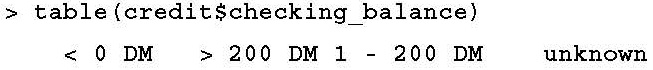 > table(credit$checking_balance)
< 0 DM > 200 DM 1 - 200 DM unknown